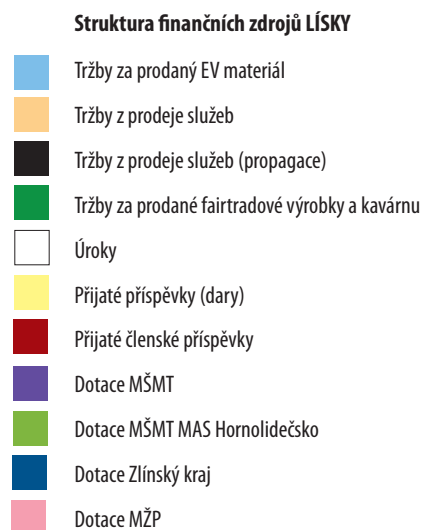 Struktura finančních zdrojů LÍSKY
Tržby za prodaný EV materiál
Tržby z prodeje služeb
Tržby z prodeje služeb (propagace)
Tržby za prodané fairtradové výrobky a kavárnu
Úroky
Přijaté příspěvky (dary)
Přijaté členské příspěvky
Dotace MŠMT
Dotace MŠMT MAS Hornolidečsko
Dotace Zlínský kraj
Dotace MŽP